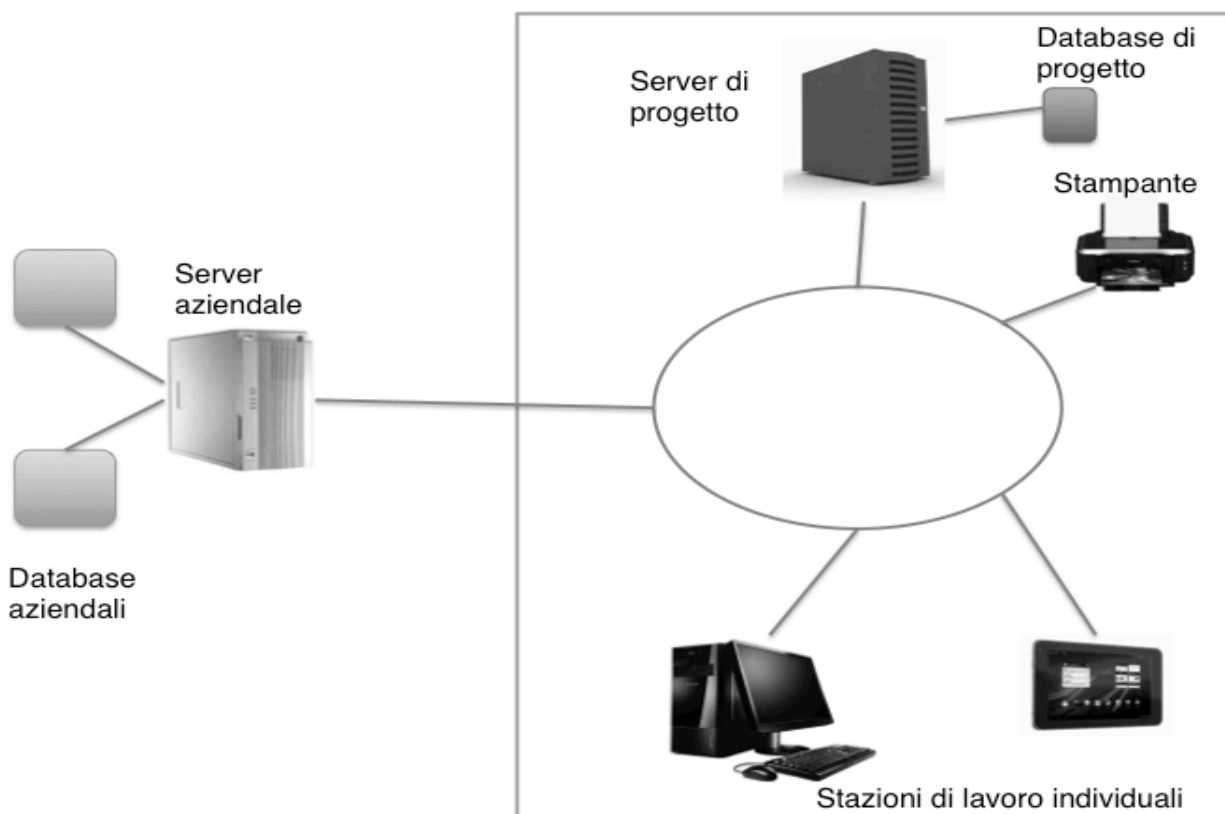 Database di
progetto
Server di
progetto
Stampante
Server
aziendale
Database
aziendali
Stazioni di lavoro individuali